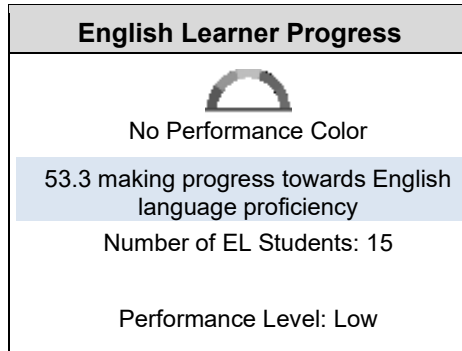 English Learner Progress
No Performance Color
53.3 making progress towards English
language proficiency
Number of EL Students: 15
Performance Level: Low